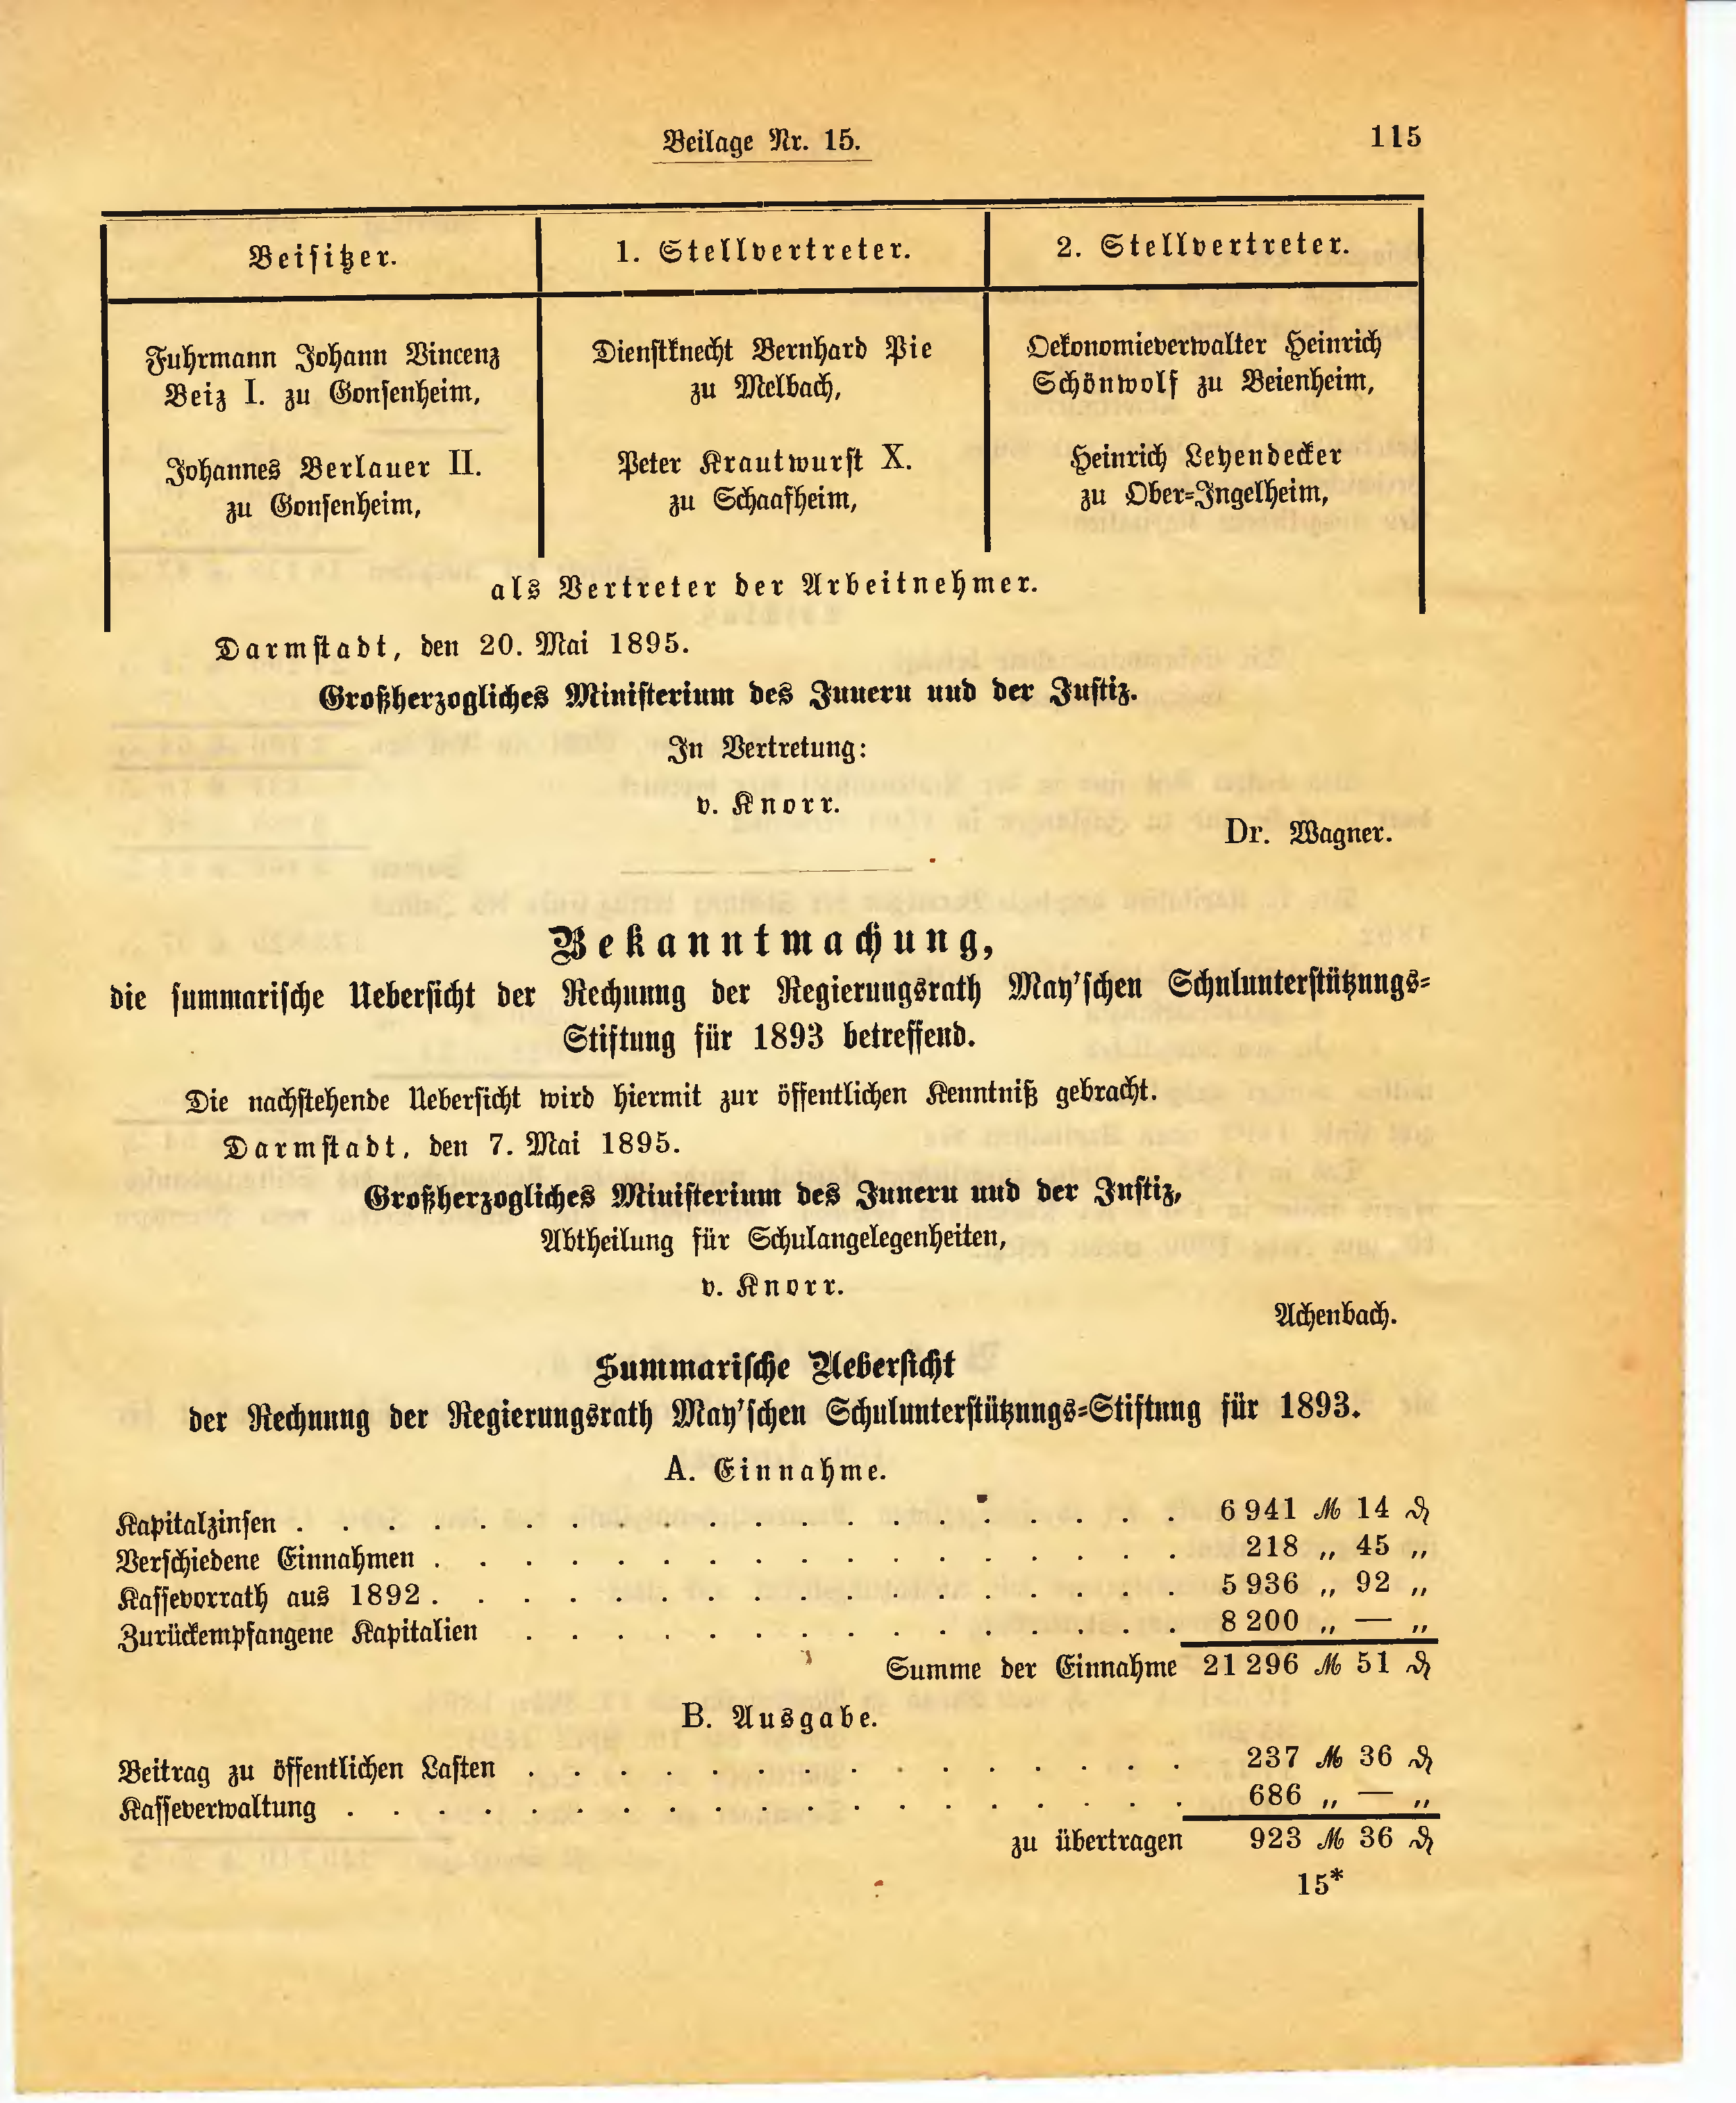 Beilage Nr. 15.
115
Beisitzer.
1. Stellvertreter.
2. Stellvertreter.
Fuhrmann Johann Vincenz
Beiz I. zu Gonsenheim,
Dienstknecht Bernhard Pie
zu Melbach,
Oekonomieverwalter Heinrich
Schönwolf zu Beienheim,
Johannes Berlauer II.
zu Gonsenheim,
Peter Krautwurst X.
zu Schaafheim,
Heinrich Leyendecker
zu Ober-Ingelheim,
als Vertreter der Arbeitnehmer.
Darmstadt, den 20. Mai 1895.
Großherzogliches Ministerium des Innern und der Justiz.
In Vertretung:
v. Knorr.
Dr. Wagner.
Bekanntmachung,
die summarische Uebersicht der Rechnung der Regierungsrath May'schen Schulunterstützungs-
Stiftung für 1893 betreffend.
Die nachstehende Uebersicht wird hiermit zur öffentlichen Kenntniß gebracht.
Darmstadt, den 7. Mai 1895.
Großherzogliches Ministerium des Innern und der Justiz,
Abtheilung für Schulangelegenheiten,
v. Knorr.
Achenbach.
Summarische Uebersicht
der Rechnung der Regierungsrath May'schen Schulunterstützungs-Stiftung für 1893.
A. Einnahme.
Kapitalzinsen . . . . . . . . . . . . . . . . . . . . 6 941 ℳ 14 ₰
Verschiedene Einnahmen . . . . . . . . . . . . . . . . . 218 „ 45 „
Kassevorrath aus 1892 . . . . . . . . . . . . . . . . . 5 936 „ 92 „
Zurückempfangene Kapitalien . . . . . . . . . . . . . . . 8 200 „ — „
Summe der Einnahme 21 296 ℳ 51 ₰
B. Ausgabe.
Beitrag zu öffentlichen Lasten . . . . . . . . . . . . . . . 237 ℳ 36 ₰
Kasseverwaltung . . . . . . . . . . . . . . . . . . . 686 „ — „
zu übertragen 923 ℳ 36 ₰
15*